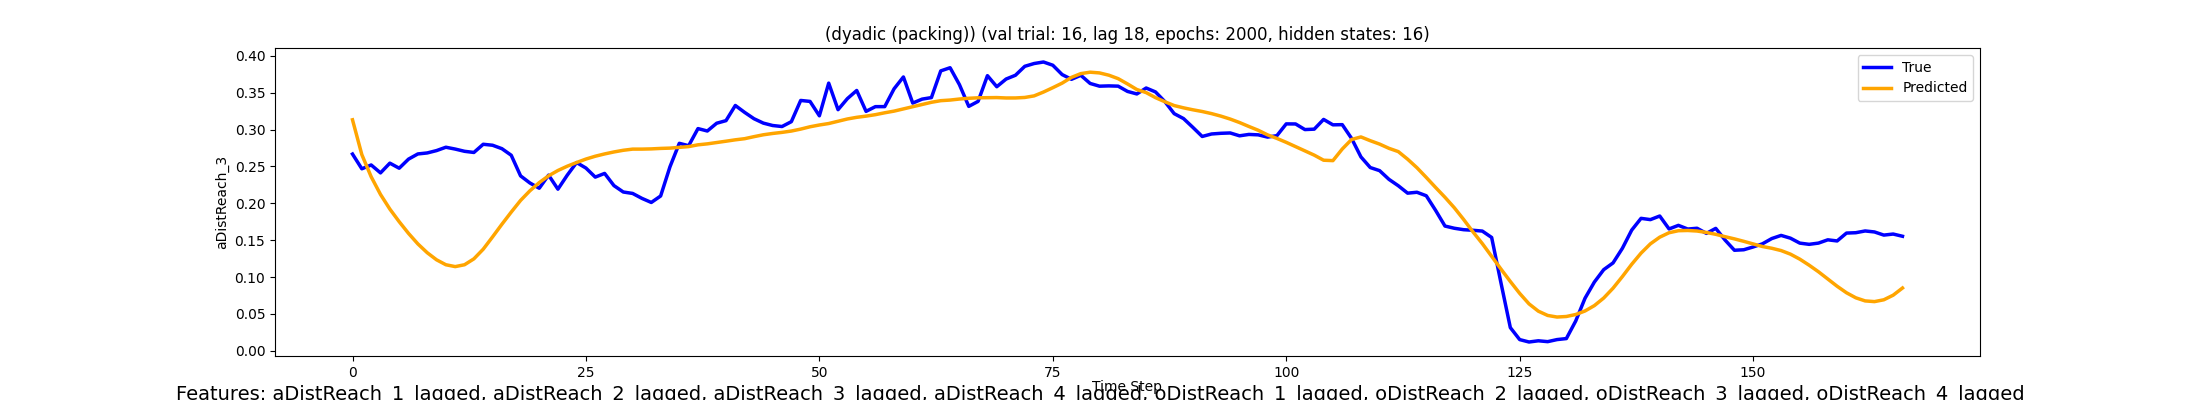 (dyadic (packing)) (val trial: 16, lag 18, epochs: 2000, hidden states: 16)
0.40
0.35
0.30
0.25
0.20
0.15
0.10
0.05
0.00
aDistReach_3
True
Predicted
0 25 50 75 100 125 150
Time Step
Features: aDistReach_1_lagged, aDistReach_2_lagged, aDistReach_3_lagged, aDistReach_4_lagged, oDistReach_1_lagged, oDistReach_2_lagged, oDistReach_3_lagged, oDistReach_4_lagged